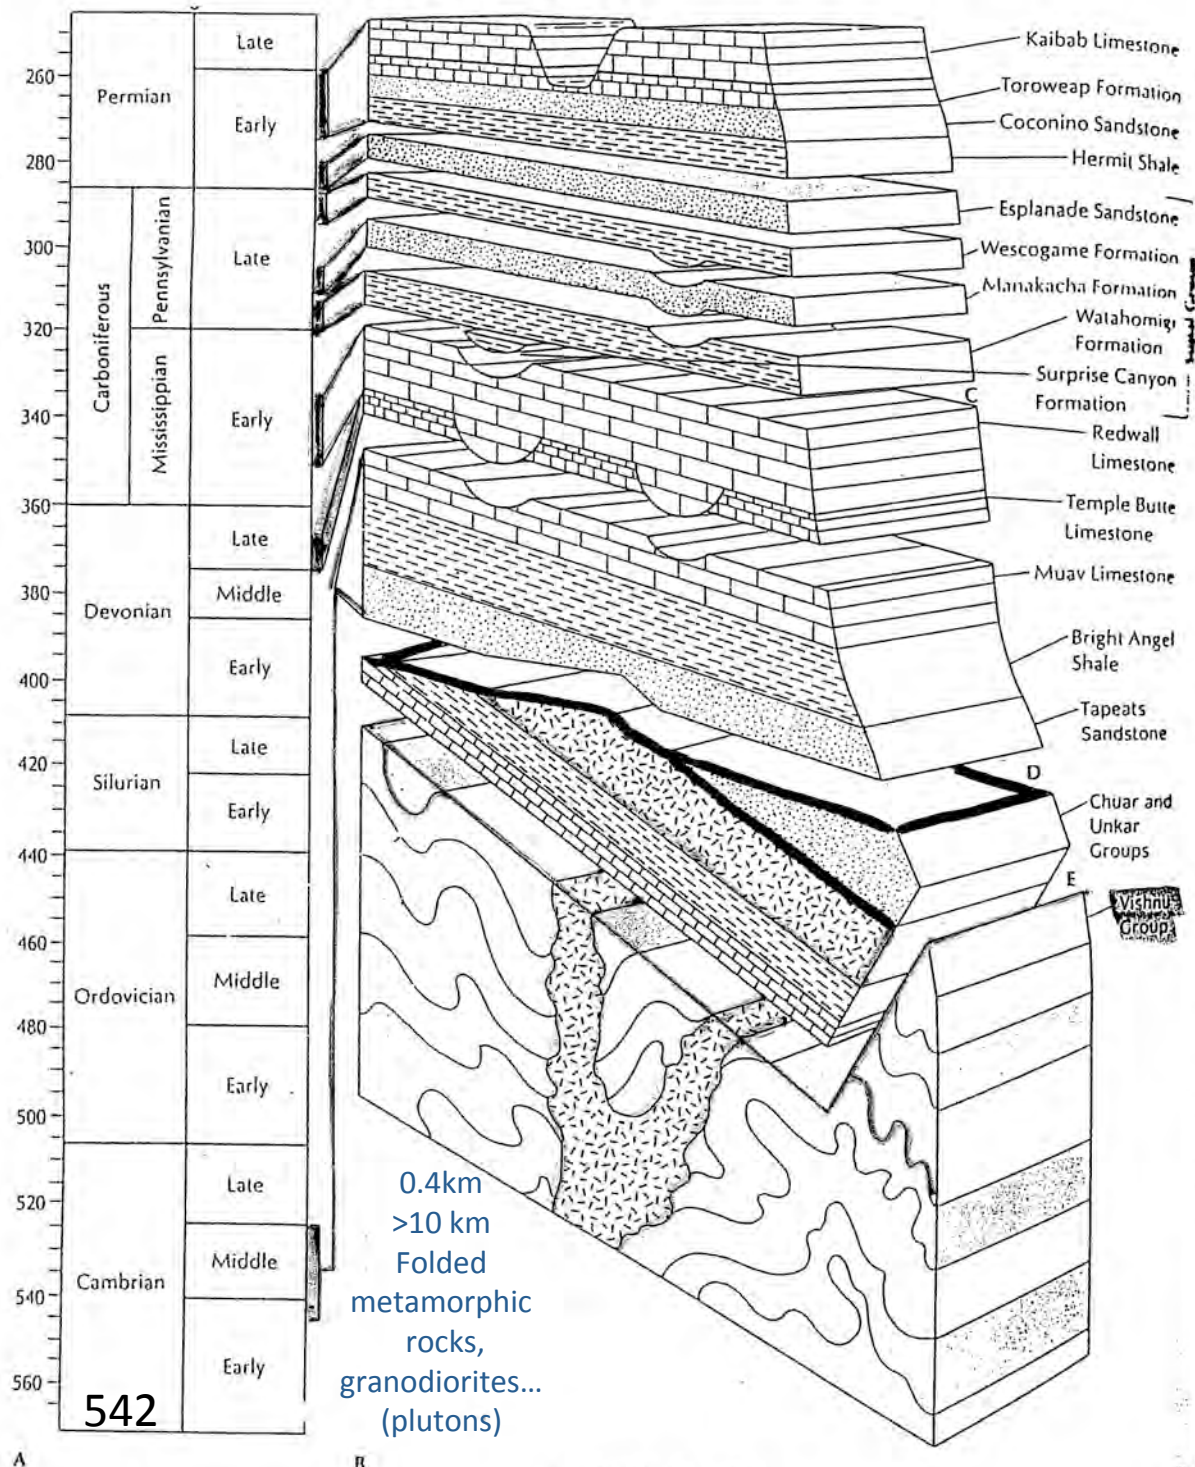 Late
Permian
Early
260
280
300
320
340
360
380
400
420
440
460
480
500
520
540
560
Carboniferous
Pennsylvanian
Late
Mississippian
Early
Devonian
Late
Middle
Early
Silurian
Late
Early
Ordovician
Late
Middle
Early
Cambrian
Late
Middle
Early
542
A
B
Kaibab Limestone
Toroweap Formation
Coconino Sandstone
Hermit Shale
Esplanade Sandstone
Wescogame Formation
Manakacha Formation
Watahomigi
Formation
Surprise Canyon
Formation
C
Redwall
Limestone
Temple Butte
Limestone
Muav Limestone
Bright Angel
Shale
Tapeats
Sandstone
D
Chuar and
Unkar
Groups
E
Vishnu
Group
0.4km
>10 km
Folded
metamorphic
rocks,
granodiorites...
(plutons)